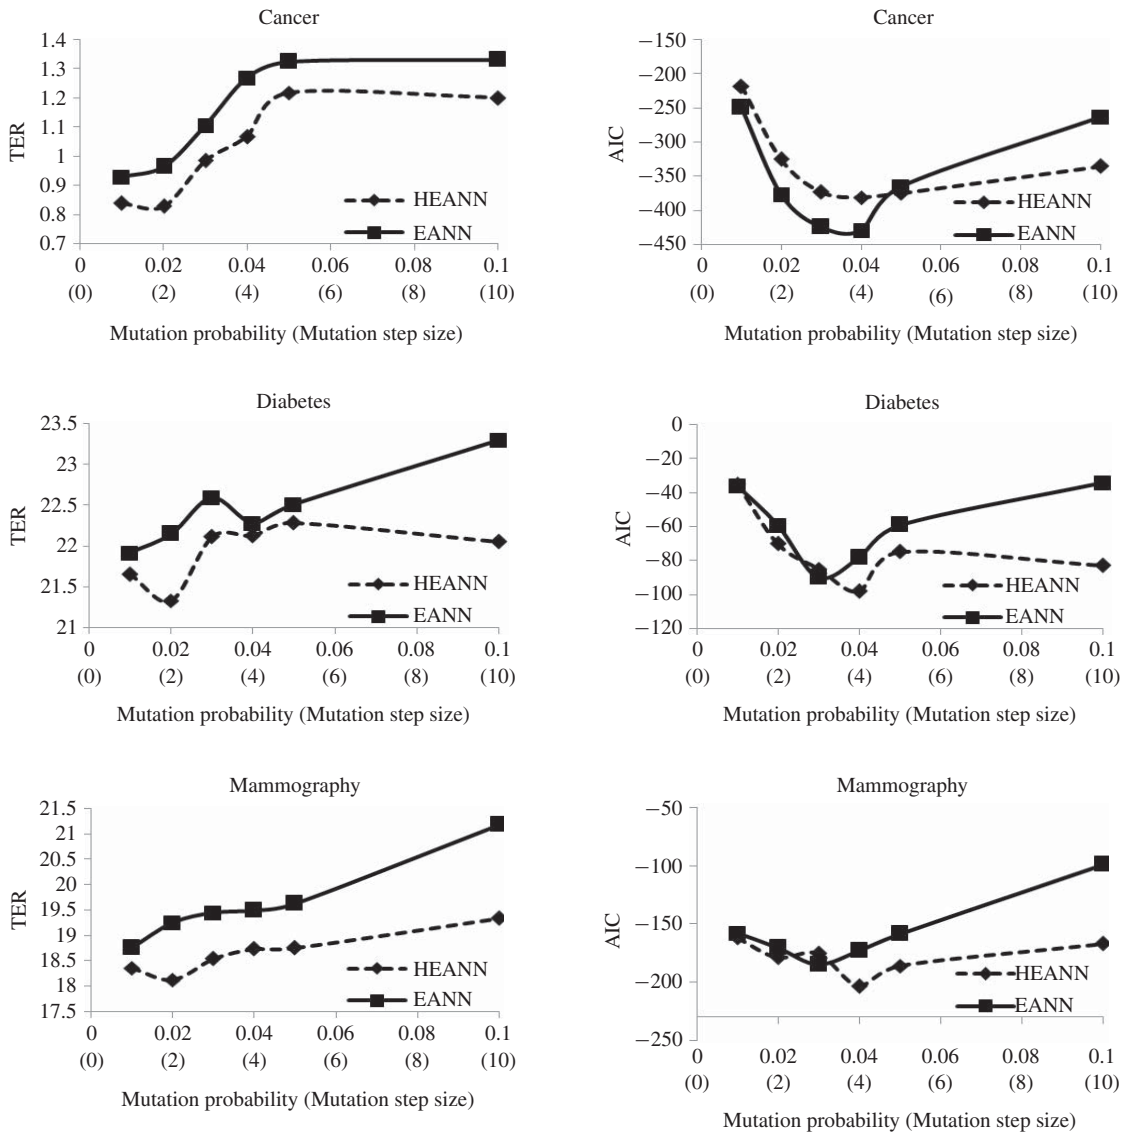 Cancer
1.4
1.3
1.2
1.1
1
0.9
0.8
0.7
TER
HEANN
EANN
0 0.02 0.04 0.06 0.08 0.1
(0) (2) (4) (6) (8) (10)
Mutation probability (Mutation step size)
Cancer
−150
−200
−250
−300
−350
−400
−450
AIC
HEANN
EANN
0 0.02 0.04 0.06 0.08 0.1
(0) (2) (4) (6) (8) (10)
Mutation probability (Mutation step size)
Diabetes
23.5
23
22.5
22
21.5
21
TER
HEANN
EANN
0 0.02 0.04 0.06 0.08 0.1
(0) (2) (4) (6) (8) (10)
Mutation probability (Mutation step size)
Diabetes
0
−20
−40
−60
−80
−100
−120
AIC
HEANN
EANN
0 0.02 0.04 0.06 0.08 0.1
(0) (2) (4) (6) (8) (10)
Mutation probability (Mutation step size)
Mammography
21.5
21
20.5
20
19.5
19
18.5
18
17.5
TER
HEANN
EANN
0 0.02 0.04 0.06 0.08 0.1
(0) (2) (4) (6) (8) (10)
Mutation probability (Mutation step size)
Mammography
−50
−100
−150
−200
−250
AIC
HEANN
EANN
0 0.02 0.04 0.06 0.08 0.1
(0) (2) (4) (6) (8) (10)
Mutation probability (Mutation step size)